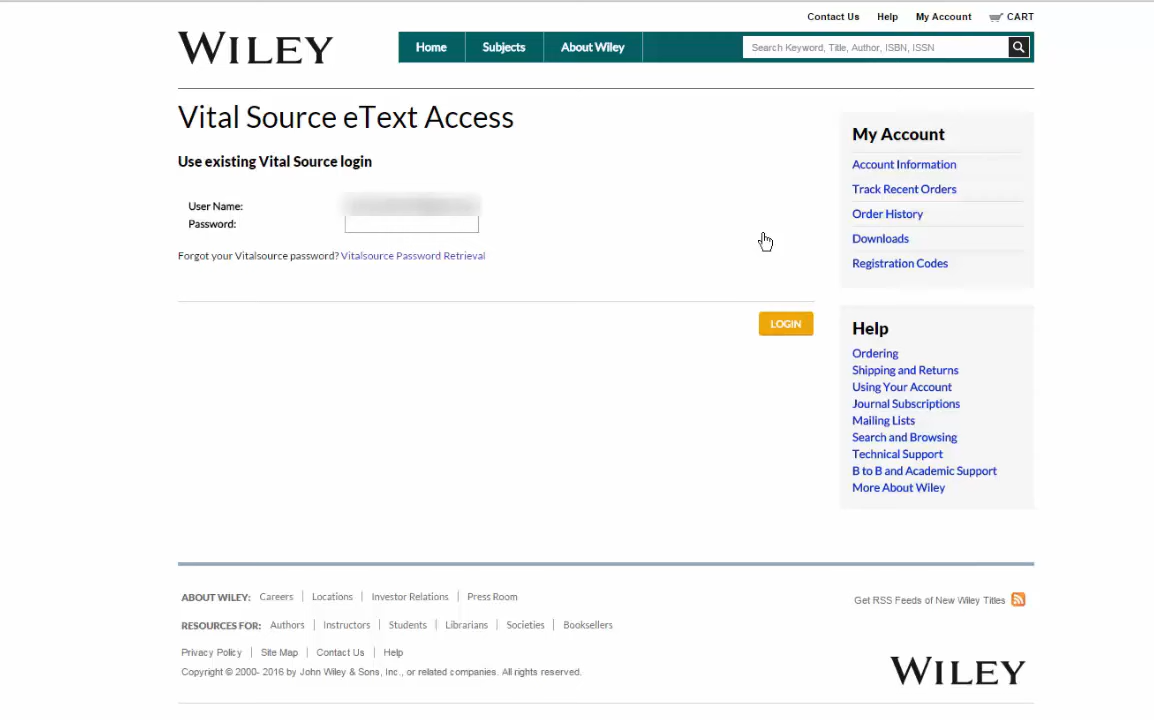 Contact Us Help My Account CART
WILEY
Home Subjects About Wiley Search Keyword, Title, Author, ISBN, ISSN
Vital Source eText Access
Use existing Vital Source login
User Name:
Password:
Forgot your Vitalsource password? Vitalsource Password Retrieval
LOGIN
My Account
Account Information
Track Recent Orders
Order History
Downloads
Registration Codes
Help
Ordering
Shipping and Returns
Using Your Account
Journal Subscriptions
Mailing Lists
Search and Browsing
Technical Support
B to B and Academic Support
More About Wiley
ABOUT WILEY: Careers | Locations | Investor Relations | Press Room
Get RSS Feeds of New Wiley Titles
RESOURCES FOR: Authors | Instructors | Students | Librarians | Societies | Booksellers
Privacy Policy | Site Map | Contact Us | Help
Copyright © 2000- 2016 by John Wiley & Sons, Inc., or related companies. All rights reserved.
WILEY